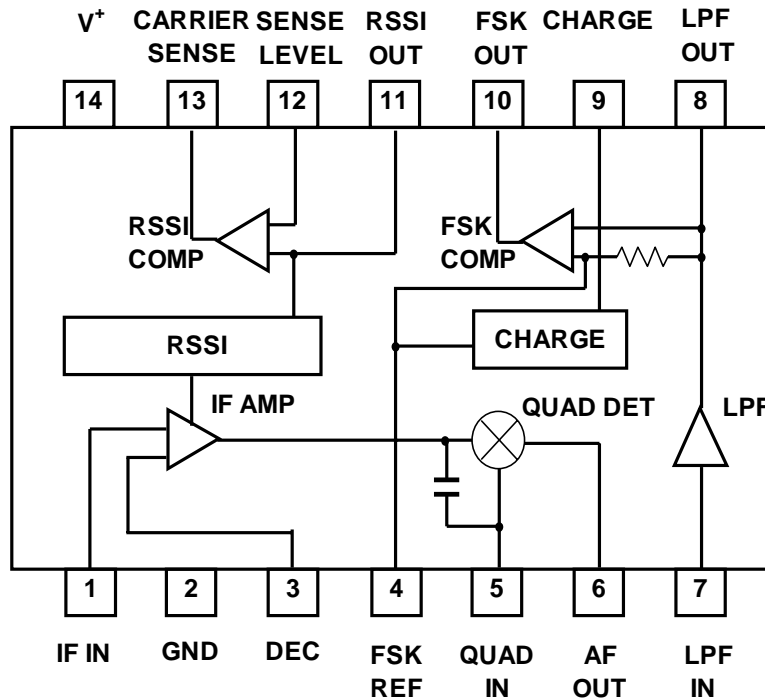 V+ CARRIER SENSE RSSI FSK CHARGE LPF
SENSE LEVEL OUT OUT OUT
14 13 12 11 10 9 8
RSSI COMP
FSK COMP
RSSI
CHARGE
IF AMP
QUAD DET
LPF
1 2 3 4 5 6 7
IF IN GND DEC FSK QUAD AF LPF
REF IN OUT IN